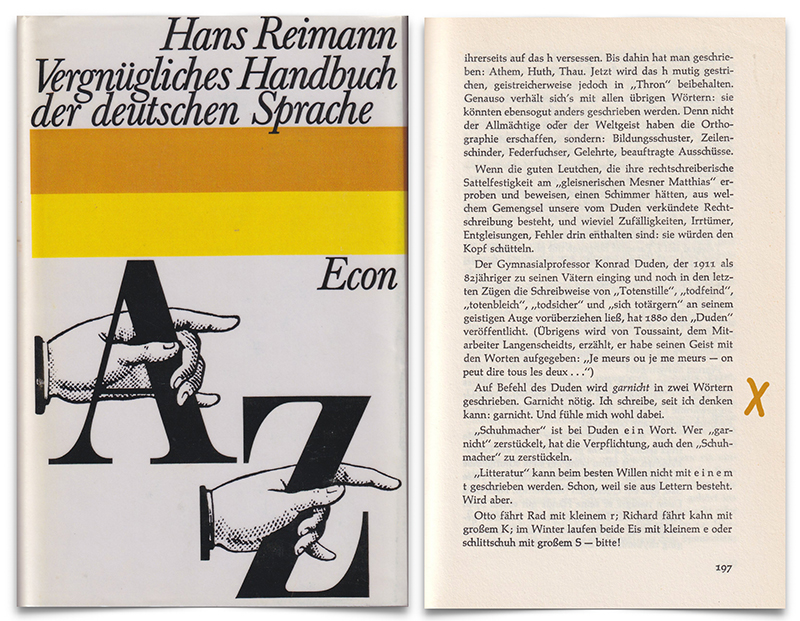 Hans Reimann
Vergnügliches Handbuch
der deutschen Sprache
Econ
A
Z
ihrerseits auf das h versessen. Bis dahin hat man geschrie-
ben: Athem, Huth, Thau. Jetzt wird das h mutig gestri-
chen, geistreicherweise jedoch in „Thron" beibehalten.
Genauso verhält sich's mit allen übrigen Wörtern: sie
könnten ebensogut anders geschrieben werden. Denn nicht
der Allmächtige oder der Weltgeist haben die Ortho-
graphie erschaffen, sondern: Bildungsschuster, Zeilen-
schinder, Federfuchser, Gelehrte, beauftragte Ausschüsse.
Wenn die guten Leutchen, die ihre rechtschreiberische
Sattelfestigkeit am „gleisnerischen Mesner Matthias" er-
proben und beweisen, einen Schimmer hätten, aus wel-
chem Gemengsel unsere vom Duden verkündete Recht-
schreibung besteht, und wieviel Zufälligkeiten, Irrtümer,
Entgleisungen, Fehler drin enthalten sind: sie würden den
Kopf schütteln.
Der Gymnasialprofessor Konrad Duden, der 1911 als
82jähriger zu seinen Vätern einging und noch in den letz-
ten Zügen die Schreibweise von „Totenstille", „todfeind",
„totenbleich", „todsicher" und „sich totärgern" an seinem
geistigen Auge vorüberziehen ließ, hat 1880 den „Duden"
veröffentlicht. (Übrigens wird von Toussaint, dem Mit-
arbeiter Langenscheidts, erzählt, er habe seinen Geist mit
den Worten aufgegeben: „Je meurs ou je me meurs — on
peut dire tous les deux . . .")
Auf Befehl des Duden wird garnicht in zwei Wörtern
geschrieben. Garnicht nötig. Ich schreibe, seit ich denken
kann: garnicht. Und fühle mich wohl dabei.
„Schuhmacher" ist bei Duden e i n Wort. Wer „gar-
nicht" zerstückelt, hat die Verpflichtung, auch den „Schuh-
macher" zu zerstückeln.
„Litteratur" kann beim besten Willen nicht mit e i n e m
t geschrieben werden. Schon, weil sie aus Lettern besteht.
Wird aber.
Otto fährt Rad mit kleinem r; Richard fährt kahn mit
großem K; im Winter laufen beide Eis mit kleinem e oder
schlittschuh mit großem S — bitte!
197
X